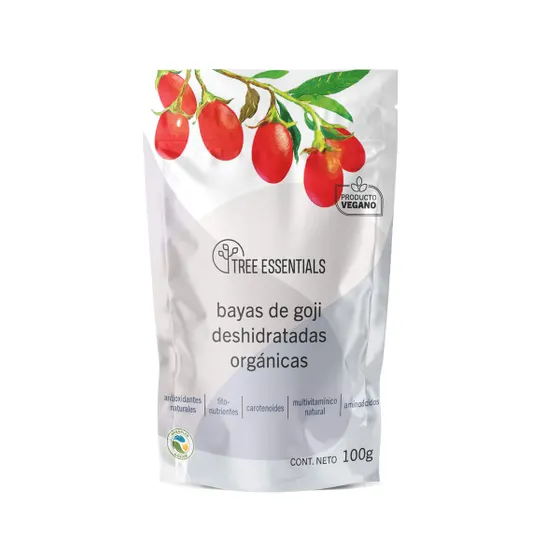 PRODUCTO
VEGANO
TREE ESSENTIALS
bayas de goji
deshidratadas
orgánicas
antioxidantes
naturales
fito-
nutrientes
carotenoides
multivitamínico
natural
aminoácidos
CONT. NETO 100g